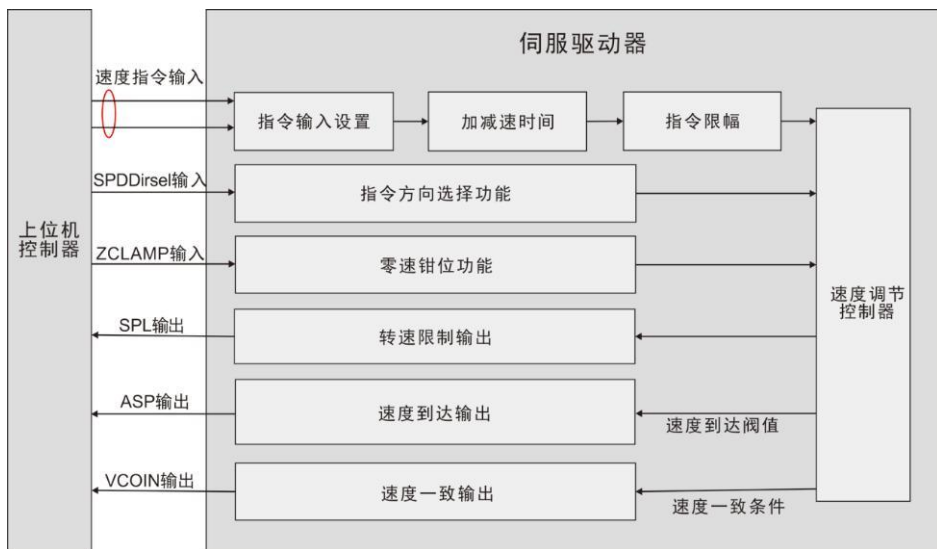 伺服驱动器
速度指令输入
指令输入设置
加减速时间
指令限幅
SPDDirsel输入
指令方向选择功能
上位机
控制器
ZCLAMP输入
零速钳位功能
速度调节
控制器
SPL输出
转速限制输出
ASP输出
速度到达输出
速度到达阀值
VCOIN输出
速度一致输出
速度一致条件